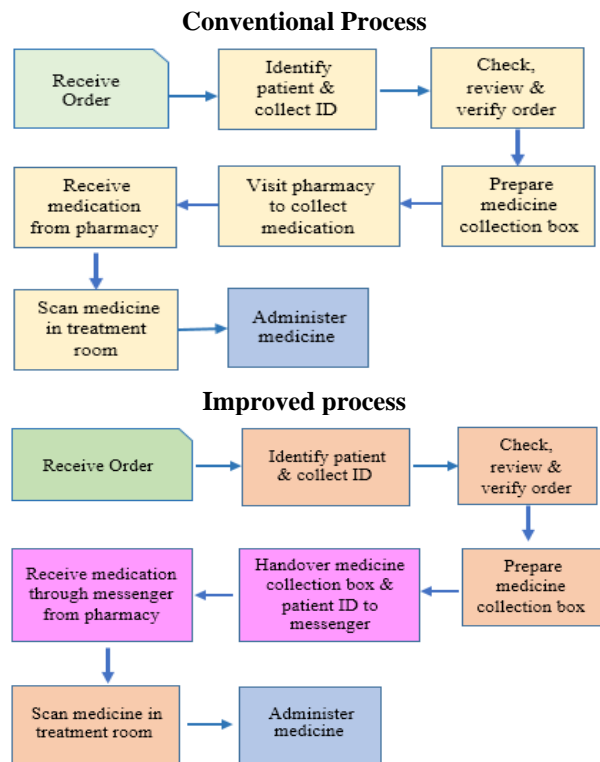 Conventional Process
Receive
Order
Identify
patient &
collect ID
Check,
review &
verify order
Receive
medication
from pharmacy
Visit pharmacy
to collect
medication
Prepare
medicine
collection box
Scan medicine
in treatment
room
Administer
medicine
Improved process
Receive Order
Identify patient
& collect ID
Check,
review &
verify order
Receive medication
through messenger
from pharmacy
Handover medicine
collection box &
patient ID to
messenger
Prepare
medicine
collection box
Scan medicine in
treatment room
Administer
medicine